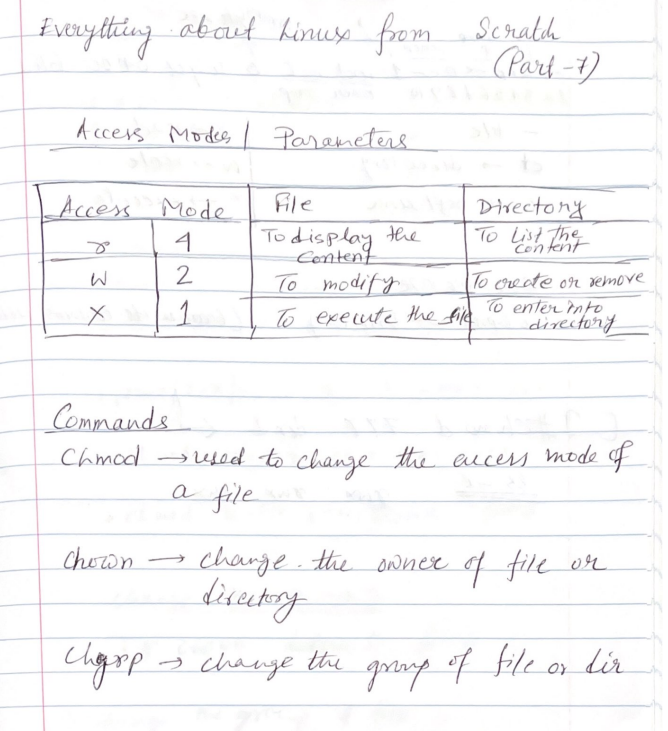 Everything about Linux from Scratch
(Part-7)
Access Modes / Parameters
Access Mode File Directory
r 4 To display the Content To List The Content
W 2 To modify To create or remove
X 1 To execute the file To enter into directory
Commands
Chmod → used to change the access mode of
a file
Chown → change the owner of file or
directory
Chgrp → change the group of file or dir